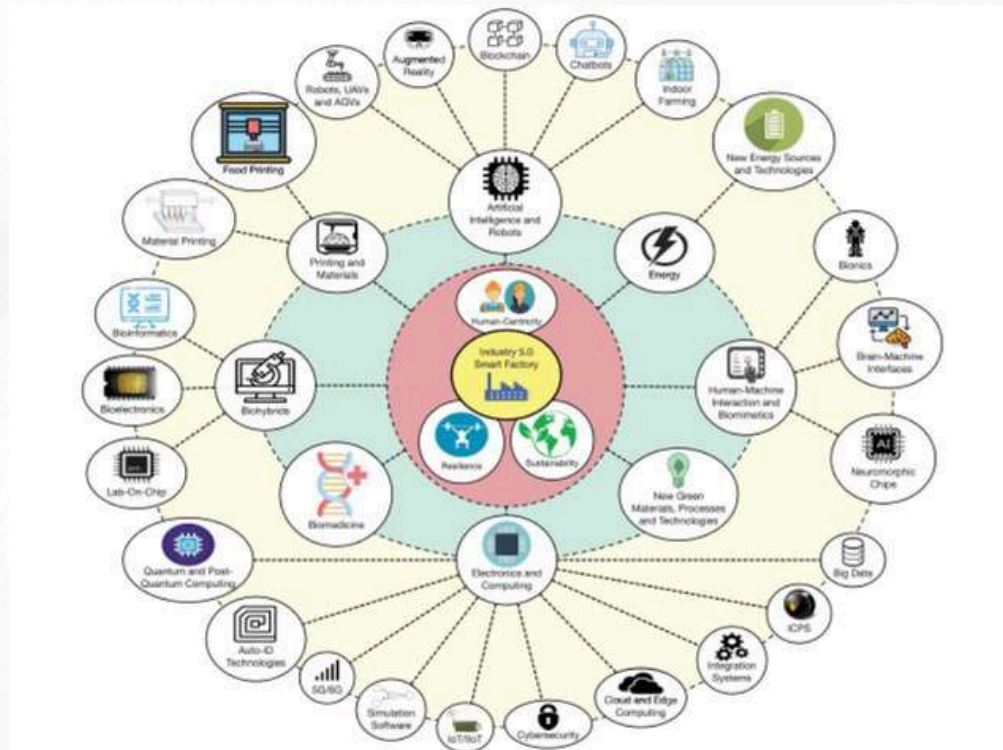 Blockchain
Augmented
Reality
Chatbots
Robots, UAVs
and AGVs
Indoor
Farming
Food Printing
New Energy Sources
and Technologies
Artificial
Intelligence and
Robots
Material Printing
Printing and
Materials
Energy
Bionics
Human-Centricity
Bioinformatics
Industry 5.0
Smart Factory
Brain-Machine
Interfaces
Bioelectronics
Biohybrids
Human-Machine
Interaction and
Biomimetics
Resilience
Sustainability
AI
Neuromorphic
Chips
Lab-On-Chip
Biomedicine
New Green
Materials, Processes
and Technologies
Quantum and Post-
Quantum Computing
Electronics and
Computing
Big Data
ICPS
Auto-ID
Technologies
Integration
Systems
5G/6G
Simulation
Software
IoT/IIoT
Cybersecurity
Cloud and Edge
Computing